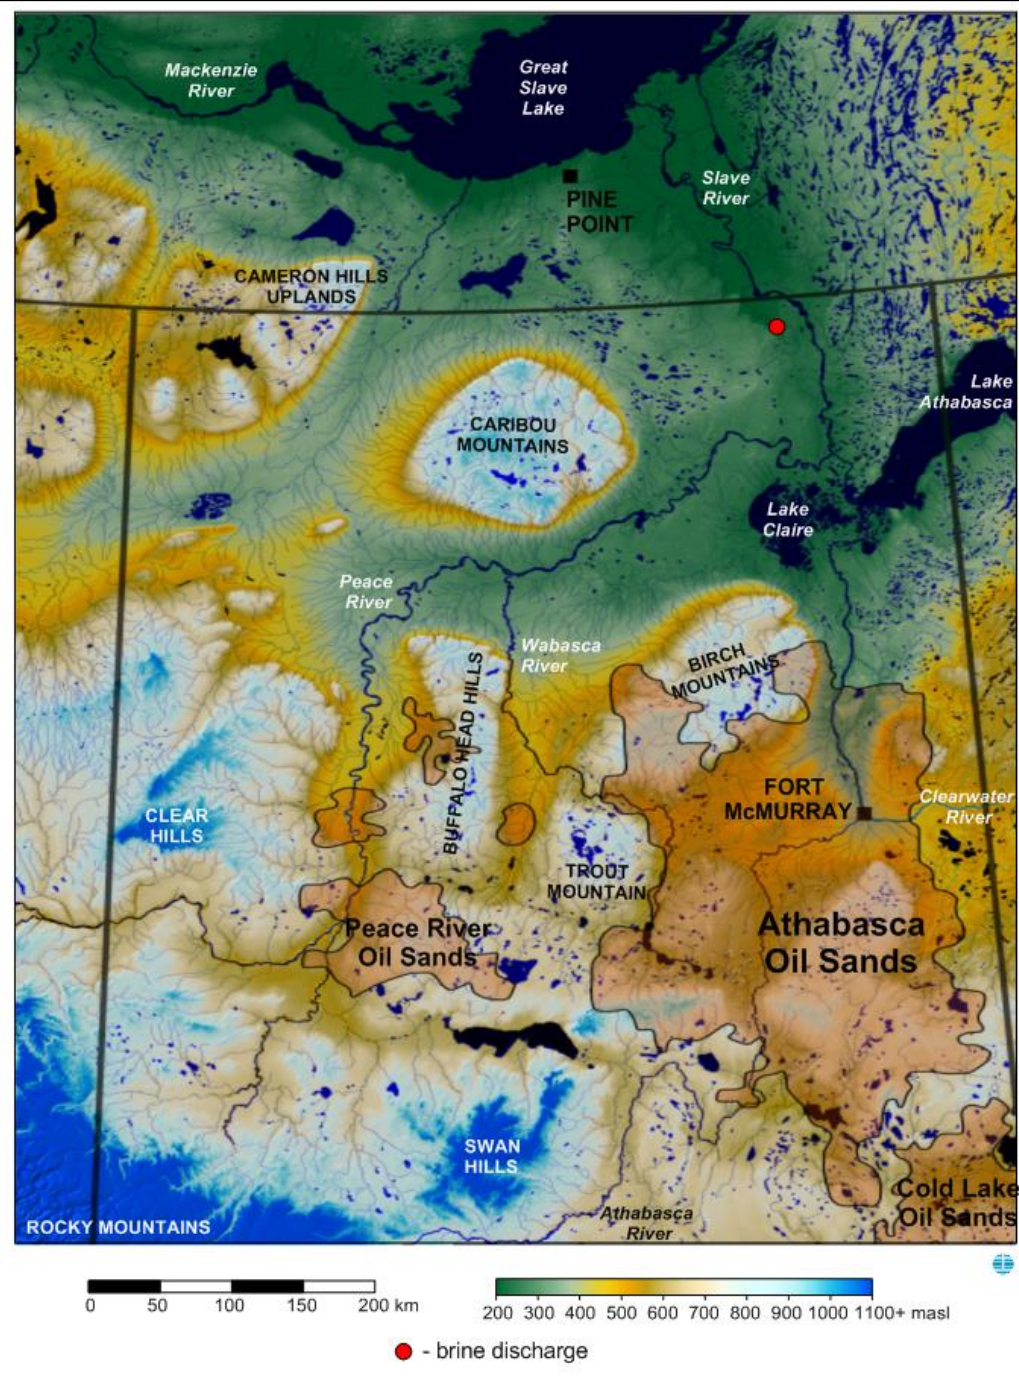 Mackenzie
River
Great
Slave
Lake
Slave
River
PINE
POINT
CAMERON HILLS
UPLANDS
Lake
Athabasca
CARIBOU
MOUNTAINS
Lake
Claire
Peace
River
Wabasca
River
BIRCH
MOUNTAINS
BUFFALO HEAD HILLS
FORT
McMURRAY
Clearwater
River
CLEAR
HILLS
TROUT
MOUNTAIN
Peace River
Oil Sands
Athabasca
Oil Sands
SWAN
HILLS
Cold Lake
Oil Sands
Athabasca
River
ROCKY MOUNTAINS
0 50 100 150 200 km
200 300 400 500 600 700 800 900 1000 1100+ masl
- brine discharge